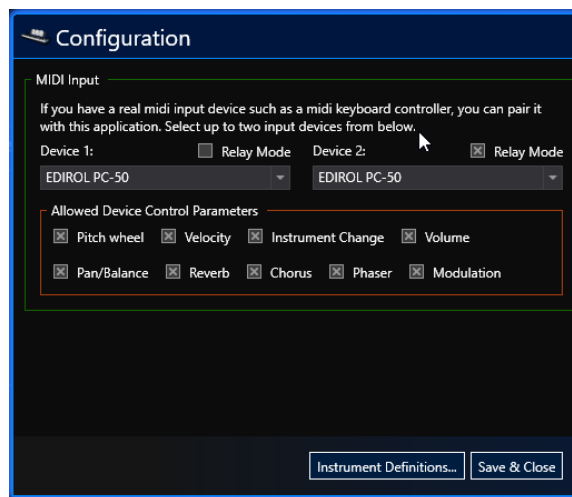 Configuration
MIDI Input
If you have a real midi input device such as a midi keyboard controller, you can pair it
with this application. Select up to two input devices from below.
Device 1: Relay Mode Device 2: Relay Mode
EDIROL PC-50 EDIROL PC-50
Allowed Device Control Parameters
Pitch wheel Velocity Instrument Change Volume
Pan/Balance Reverb Chorus Phaser Modulation
Instrument Definitions... Save & Close